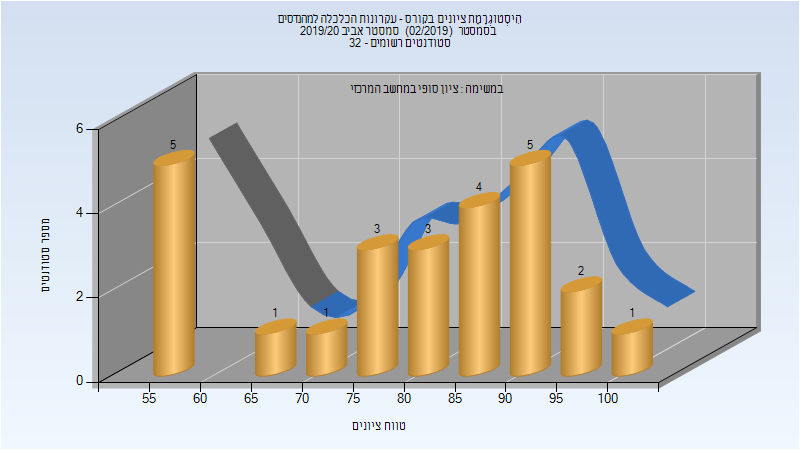 היסטוגרמת ציונים בקורס - עקרונות הכלכלה למהנדסים
בסמסטר (02/2019) סמסטר אביב 2019/20
סטודנטים רשומים - 32
במשימה : ציון סופי במחשב המרכזי
מספר סטודנטים
6
4
2
0
5
1
1
3
3
4
5
2
1
55 60 65 70 75 80 85 90 95 100
טווח ציונים